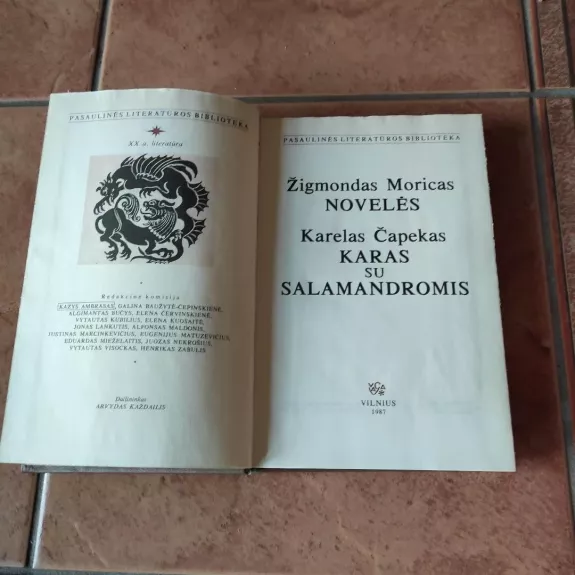 PASAULINĖS LITERATŪROS BIBLIOTEKA
XX a. literatūra
Redakcinė komisija
KAZYS AMBRASAS, GALINA BAUŽYTĖ-ČEPINSKIENĖ,
ALGIMANTAS BUČYS, ELENA ČERVINSKIENĖ,
VYTAUTAS KUBILIUS, ELENA KUOSAITĖ,
JONAS LANKUTIS, ALFONSAS MALDONIS,
JUSTINAS MARCINKEVIČIUS, EUGENIJUS MATUZEVIČIUS,
EDUARDAS MIEŽELAITIS, JUOZAS NEKROŠIUS,
VYTAUTAS VISOCKAS, HENRIKAS ZABULIS
Dailininkas
ARVYDAS KAŽDAILIS
PASAULINĖS LITERATŪROS BIBLIOTEKA
Žigmondas Moricas
NOVELĖS
Karelas Čapekas
KARAS
SU
SALAMANDROMIS
VILNIUS
1987